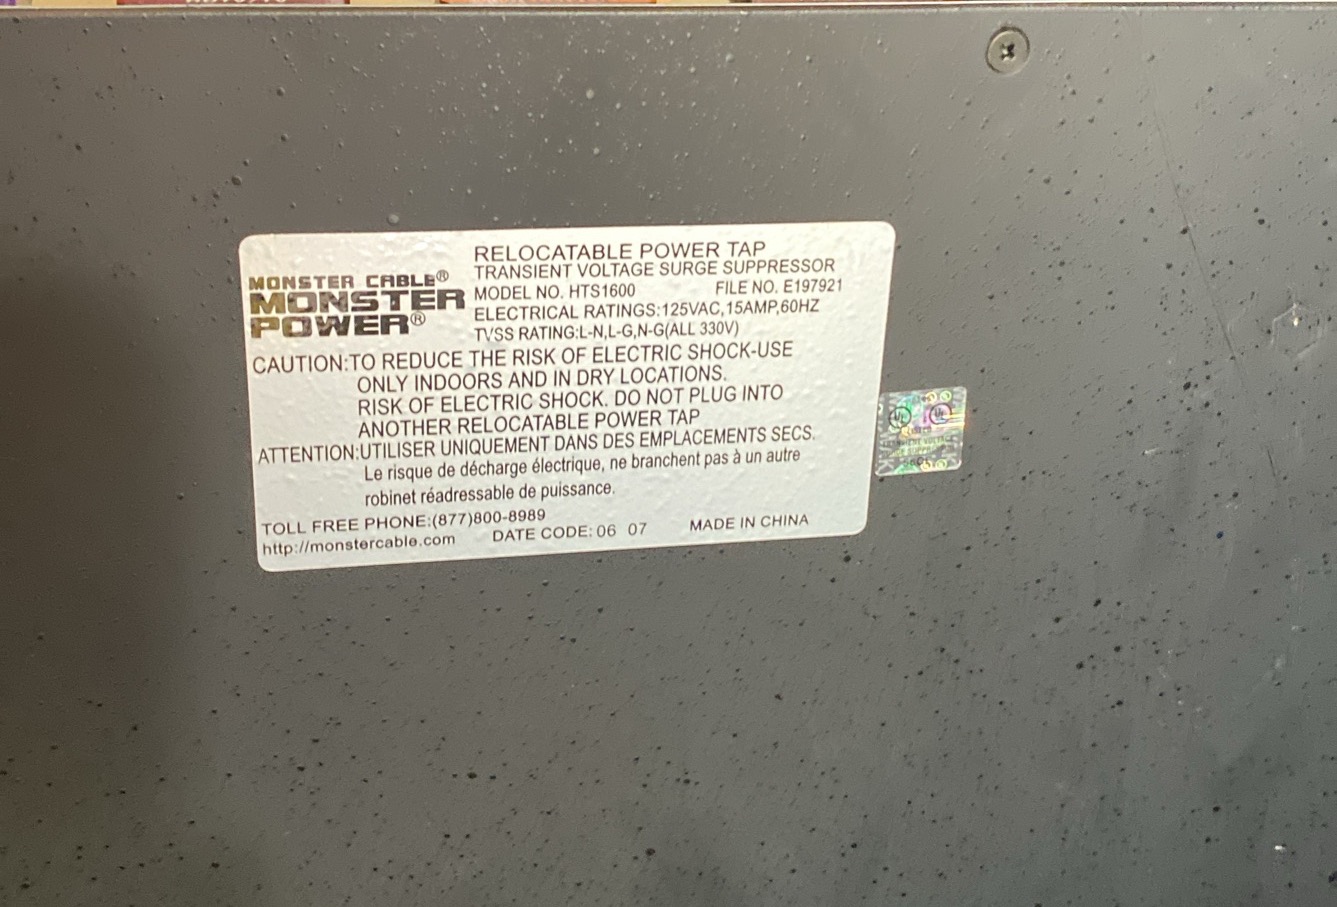 MONSTER CABLE®
MONSTER
POWER®
RELOCATABLE POWER TAP
TRANSIENT VOLTAGE SURGE SUPPRESSOR
MODEL NO. HTS1600 FILE NO. E197921
ELECTRICAL RATINGS:125VAC,15AMP,60HZ
TVSS RATING:L-N,L-G,N-G(ALL 330V)
CAUTION:TO REDUCE THE RISK OF ELECTRIC SHOCK-USE
ONLY INDOORS AND IN DRY LOCATIONS.
RISK OF ELECTRIC SHOCK. DO NOT PLUG INTO
ANOTHER RELOCATABLE POWER TAP
ATTENTION:UTILISER UNIQUEMENT DANS DES EMPLACEMENTS SECS.
Le risque de décharge électrique, ne branchent pas à un autre
robinet réadressable de puissance.
TOLL FREE PHONE:(877)800-8989
http://monstercable.com DATE CODE: 06 07 MADE IN CHINA
UL UL